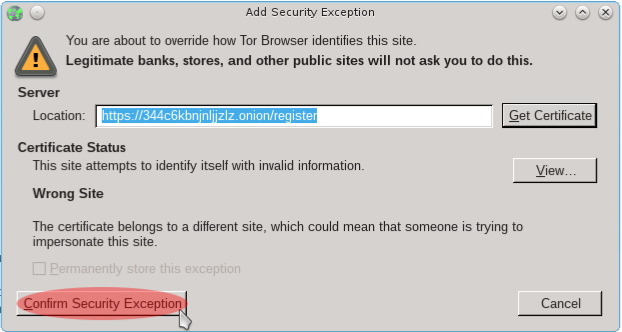 Add Security Exception
You are about to override how Tor Browser identifies this site.
Legitimate banks, stores, and other public sites will not ask you to do this.
Server
Location: https://344c6kbnjnljjzlz.onion/register Get Certificate
Certificate Status
This site attempts to identify itself with invalid information.
View...
Wrong Site
The certificate belongs to a different site, which could mean that someone is trying to
impersonate this site.
Permanently store this exception
Confirm Security Exception Cancel